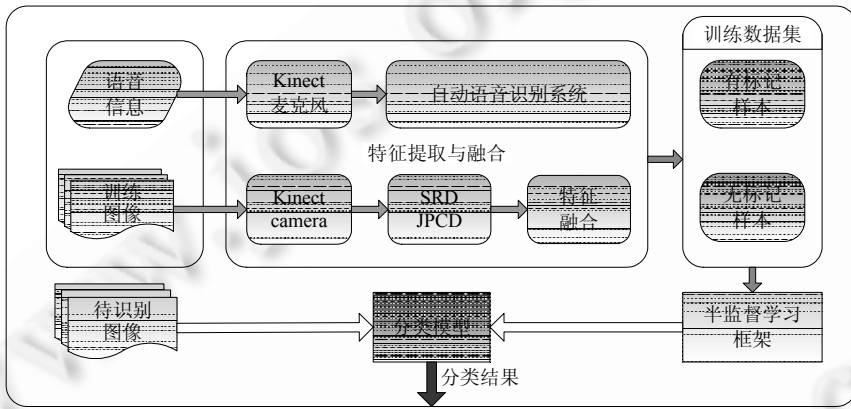 训练数据集
语音
信息
Kinect
麦克风
自动语音识别系统
有标记
样本
特征提取与融合
训练
图像
Kinect
camera
SRD
JPCD
特征
融合
无标记
样本
待识别
图像
分类模型
半监督学习
框架
分类结果